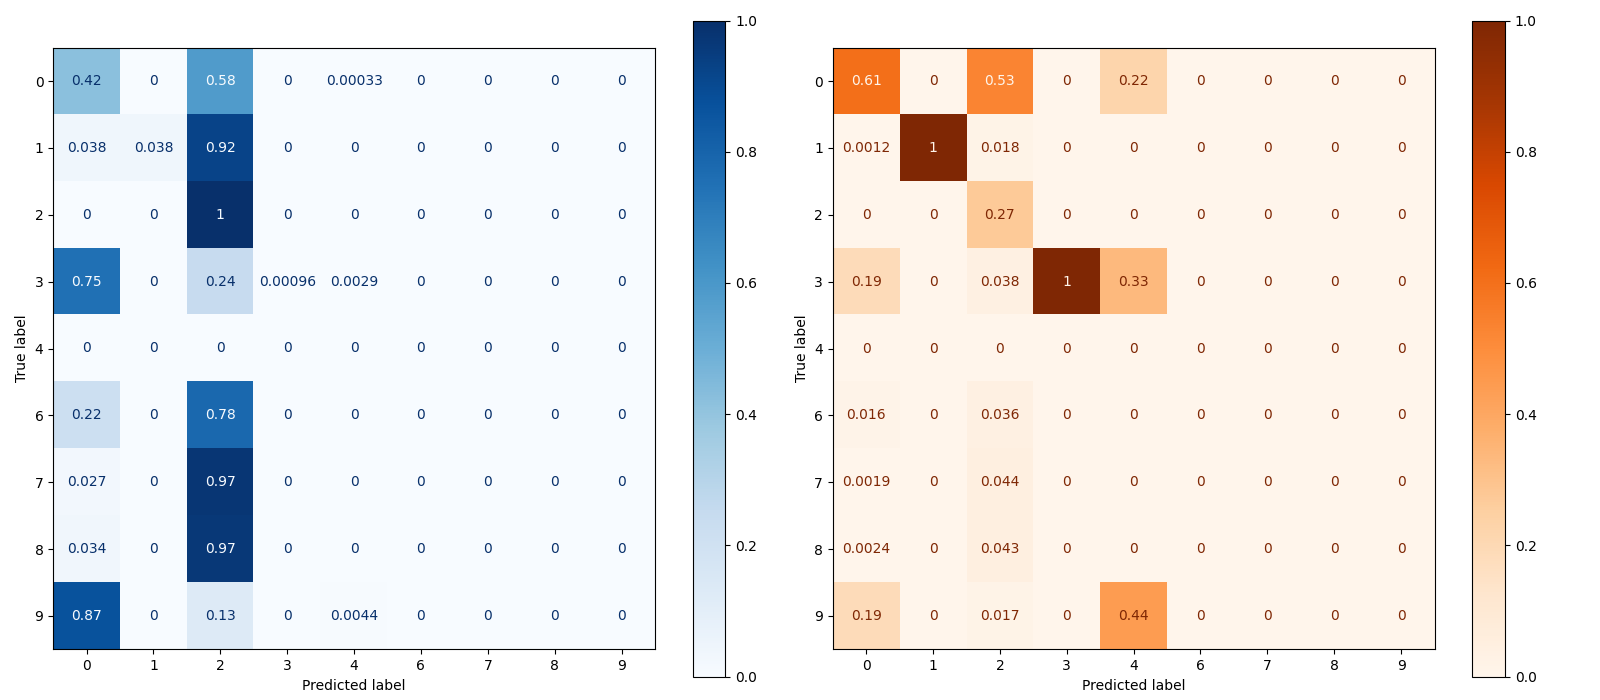 1.0
0.8
0.6
0.4
0.2
0.0
True label
0 0.42 0 0.58 0 0.00033 0 0 0 0
1 0.038 0.038 0.92 0 0 0 0 0 0
2 0 0 1 0 0 0 0 0 0
3 0.75 0 0.24 0.00096 0.0029 0 0 0 0
4 0 0 0 0 0 0 0 0 0
6 0.22 0 0.78 0 0 0 0 0 0
7 0.027 0 0.97 0 0 0 0 0 0
8 0.034 0 0.97 0 0 0 0 0 0
9 0.87 0 0.13 0 0.0044 0 0 0 0
0 1 2 3 4 6 7 8 9
Predicted label
1.0
0.8
0.6
0.4
0.2
0.0
True label
0 0.61 0 0.53 0 0.22 0 0 0 0
1 0.0012 1 0.018 0 0 0 0 0 0
2 0 0 0.27 0 0 0 0 0 0
3 0.19 0 0.038 1 0.33 0 0 0 0
4 0 0 0 0 0 0 0 0 0
6 0.016 0 0.036 0 0 0 0 0 0
7 0.0019 0 0.044 0 0 0 0 0 0
8 0.0024 0 0.043 0 0 0 0 0 0
9 0.19 0 0.017 0 0.44 0 0 0 0
0 1 2 3 4 6 7 8 9
Predicted label